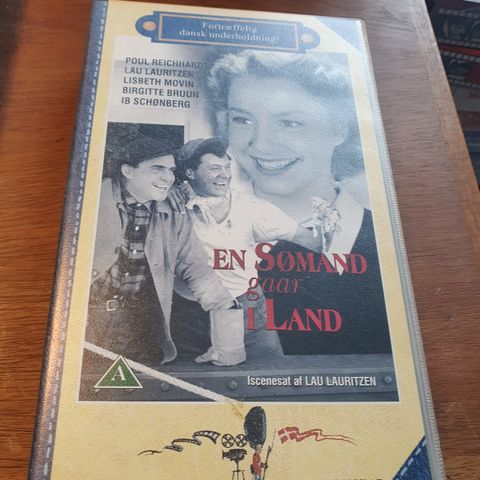 Fortræffelig
dansk underholdning!
POUL REICHHARDT
LAU LAURITZEN
LISBETH MOVIN
BIRGITTE BRUUN
IB SCHØNBERG
EN SØMAND
gaar
I LAND
Iscenesat af LAU LAURITZEN
A